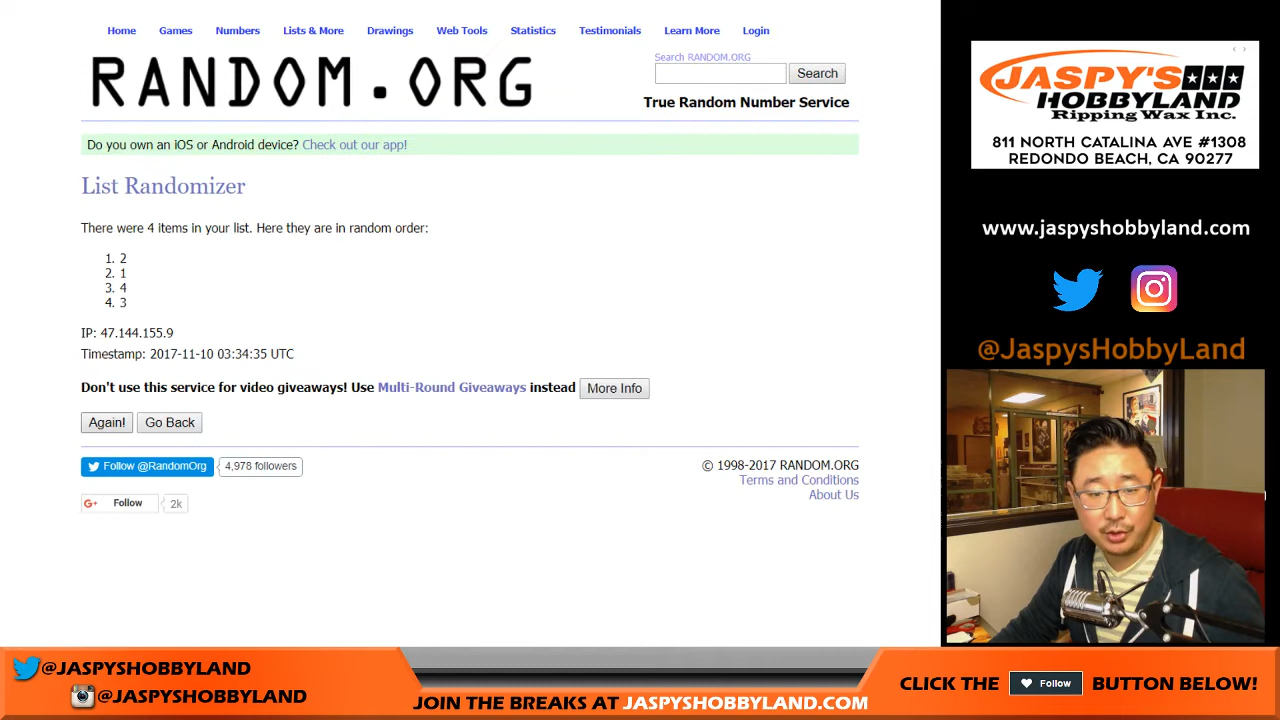 Home Games Numbers Lists & More Drawings Web Tools Statistics Testimonials Learn More Login
RANDOM.ORG
Search RANDOM.ORG
Search
True Random Number Service
Do you own an iOS or Android device? Check out our app!
List Randomizer
There were 4 items in your list. Here they are in random order:
1. 2
2. 1
3. 4
4. 3
IP: 47.144.155.9
Timestamp: 2017-11-10 03:34:35 UTC
Don't use this service for video giveaways! Use Multi-Round Giveaways instead More Info
Again! Go Back
Follow @RandomOrg 4,978 followers
G+ Follow 2k
© 1998-2017 RANDOM.ORG
Terms and Conditions
About Us
JASPY'S
HOBBYLAND
Ripping Wax Inc.
811 NORTH CATALINA AVE #1308
REDONDO BEACH, CA 90277
www.jaspyshobbyland.com
@JaspysHobbyLand
@JASPYSHOBBYLAND
@JASPYSHOBBYLAND
JOIN THE BREAKS AT JASPYSHOBBYLAND.COM
CLICK THE Follow BUTTON BELOW!